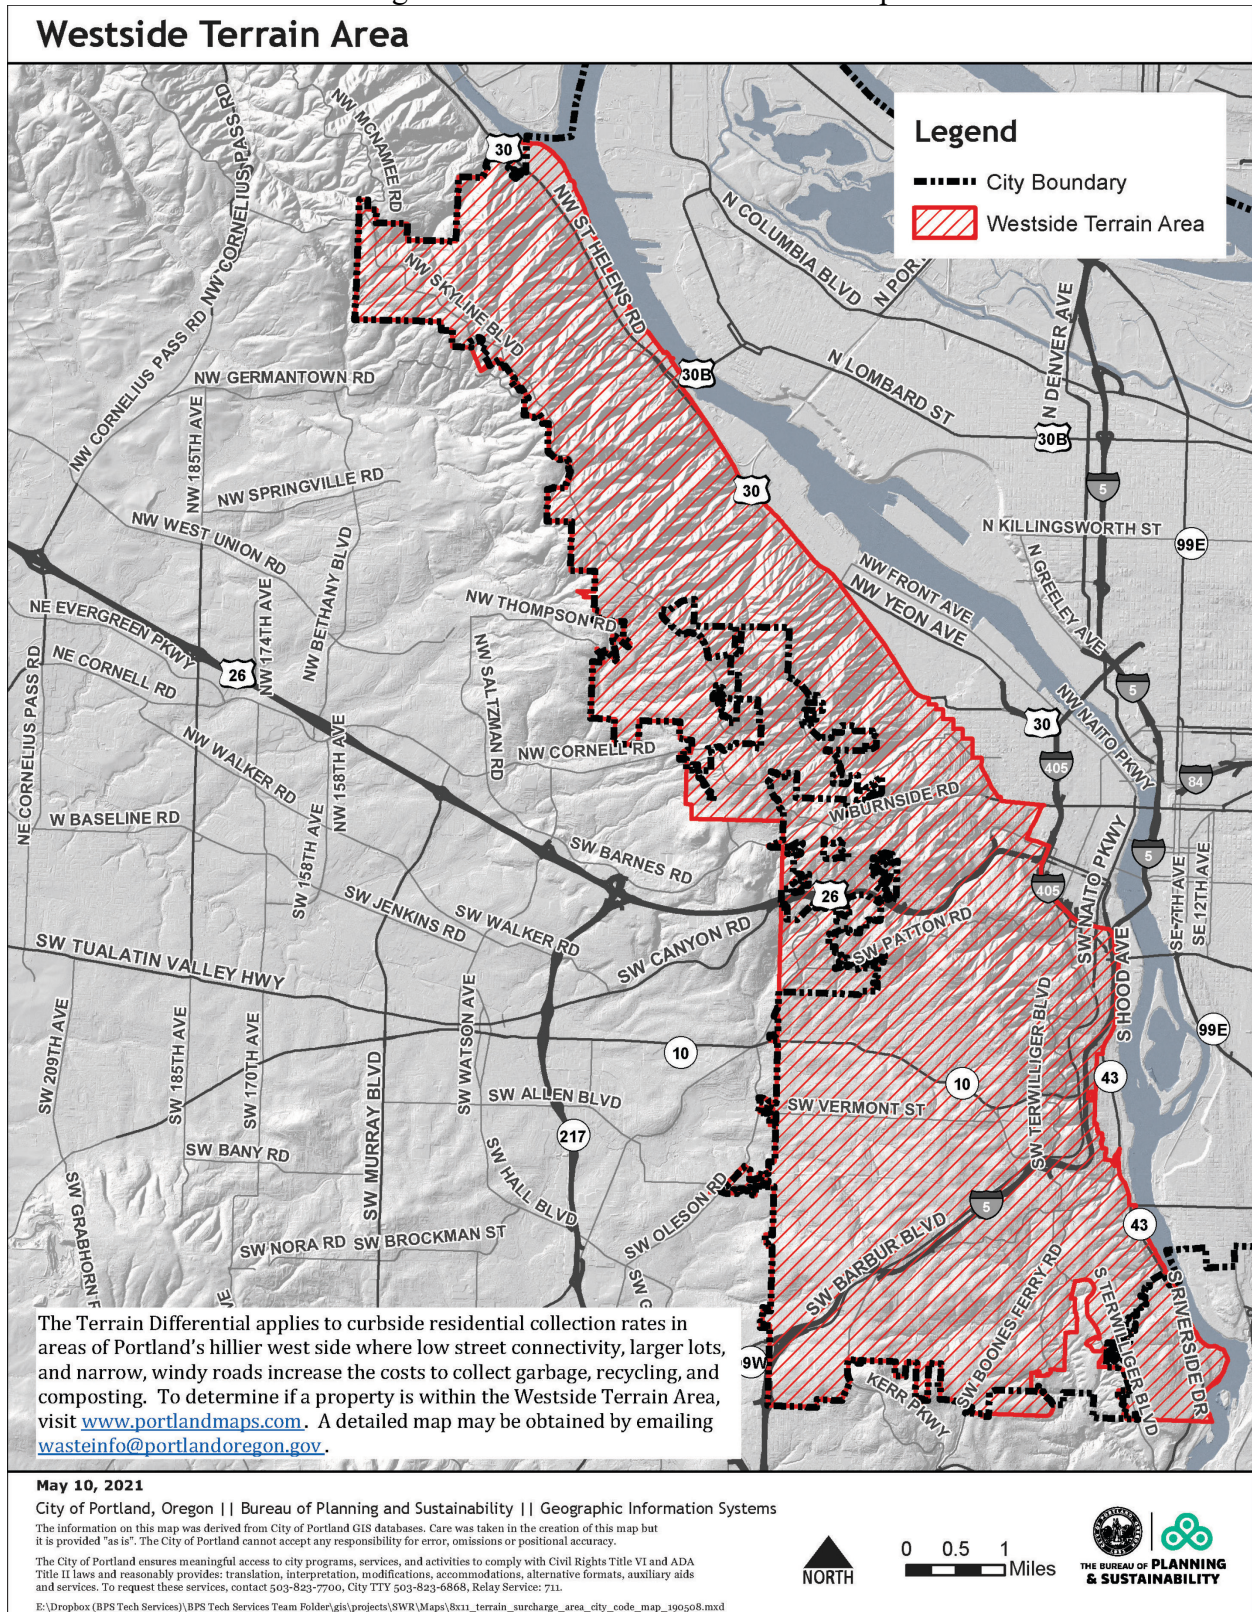 Westside Terrain Area
Legend
City Boundary
Westside Terrain Area
NW MCNAMEE RD
NW CORNELIUS PASS RD
NW CORNELIUS PASS RD
30
NW ST HELENS RD
N COLUMBIA BLVD
NW SKYLINE BLVD
N DENVER AVE
NW GERMANTOWN RD
30B
N LOMBARD ST
30B
NW 185TH AVE
NW SPRINGVILLE RD
30
5
NW WEST UNION RD
NW BETHANY BLVD
N KILLINGSWORTH ST
99E
N GREELEY AVE
NW FRONT AVE
NW YEON AVE
NE EVERGREEN PKWY
NW 174TH AVE
NW THOMPSON RD
NE CORNELL RD
26
NW SALTZMAN RD
5
NW NAITO PKWY
30
NE CORNELIUS PASS RD
NW WALKER RD
NW 158TH AVE
NW CORNELL RD
405
84
W BASELINE RD
W BURNSIDE RD
SW 158TH AVE
SW BARNES RD
5
SW NAITO PKWY
SE 7TH AVE
SE 12TH AVE
SW JENKINS RD
SW WALKER RD
26
405
SW CANYON RD
SW PATTON RD
SW TUALATIN VALLEY HWY
SW NAITO PKWY
S HOOD AVE
SW 209TH AVE
SW 185TH AVE
SW 170TH AVE
SW MURRAY BLVD
SW WATSON AVE
SW TERWILLIGER BLVD
99E
10
10
43
SW ALLEN BLVD
SW VERMONT ST
217
SW BANY RD
SW HALL BLVD
SW OLESON RD
5
43
SW GRABHORN R
SW NORA RD
SW BROCKMAN ST
SW BARBUR BLVD
SW BOONES FERRY RD
S TERWILLIGER BLVD
S RIVERSIDE DR
KERR PKWY
9W
The Terrain Differential applies to curbside residential collection rates in
areas of Portland's hillier west side where low street connectivity, larger lots,
and narrow, windy roads increase the costs to collect garbage, recycling, and
composting. To determine if a property is within the Westside Terrain Area,
visit www.portlandmaps.com. A detailed map may be obtained by emailing
wasteinfo@portlandoregon.gov.
May 10, 2021
City of Portland, Oregon || Bureau of Planning and Sustainability || Geographic Information Systems
The information on this map was derived from City of Portland GIS databases. Care was taken in the creation of this map but
it is provided "as is". The City of Portland cannot accept any responsibility for error, omissions or positional accuracy.
The City of Portland ensures meaningful access to city programs, services, and activities to comply with Civil Rights Title VI and ADA
Title II laws and reasonably provides: translation, interpretation, modifications, accommodations, alternative formats, auxiliary aids
and services. To request these services, contact 503-823-7700, City TTY 503-823-6868, Relay Service: 711.
E:\Dropbox (BPS Tech Services)\BPS Tech Services Team Folder\gis\projects\SWR\Maps\8x11_terrain_surcharge_area_city_code_map_190508.mxd
NORTH
0 0.5 1
Miles
THE BUREAU OF PLANNING
& SUSTAINABILITY